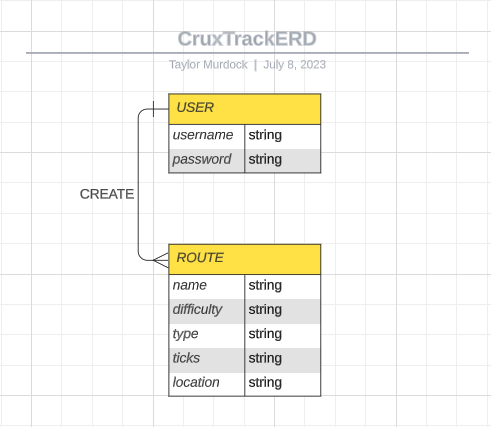 CruxTrackERD
Taylor Murdock | July 8, 2023
USER
username string
password string
CREATE
ROUTE
name string
difficulty string
type string
ticks string
location string